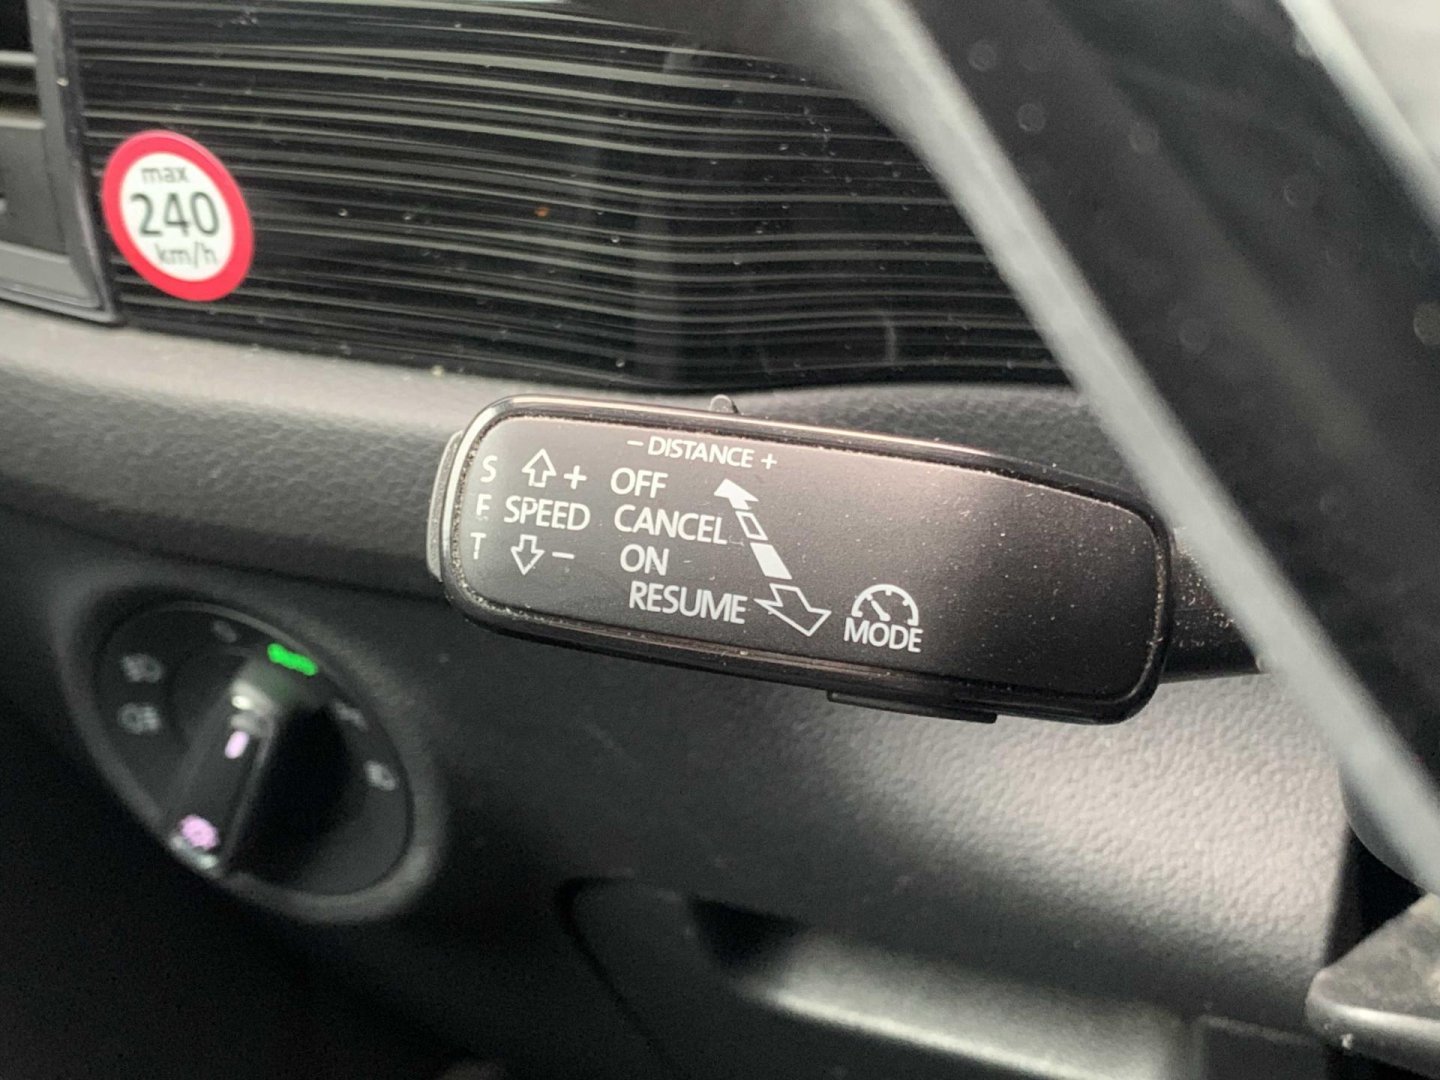 max
240
km/h
- DISTANCE +
S + OFF
E SPEED CANCEL
T - ON
RESUME
MODE